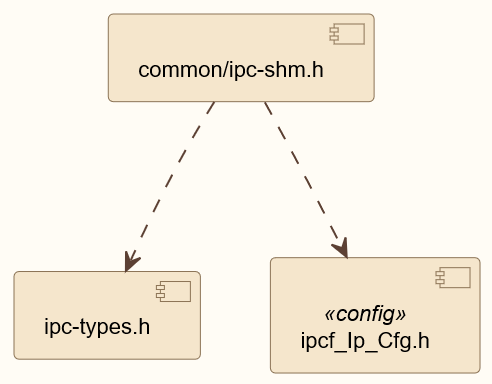 common/ipc-shm.h
ipc-types.h
«config»
ipcf_Ip_Cfg.h